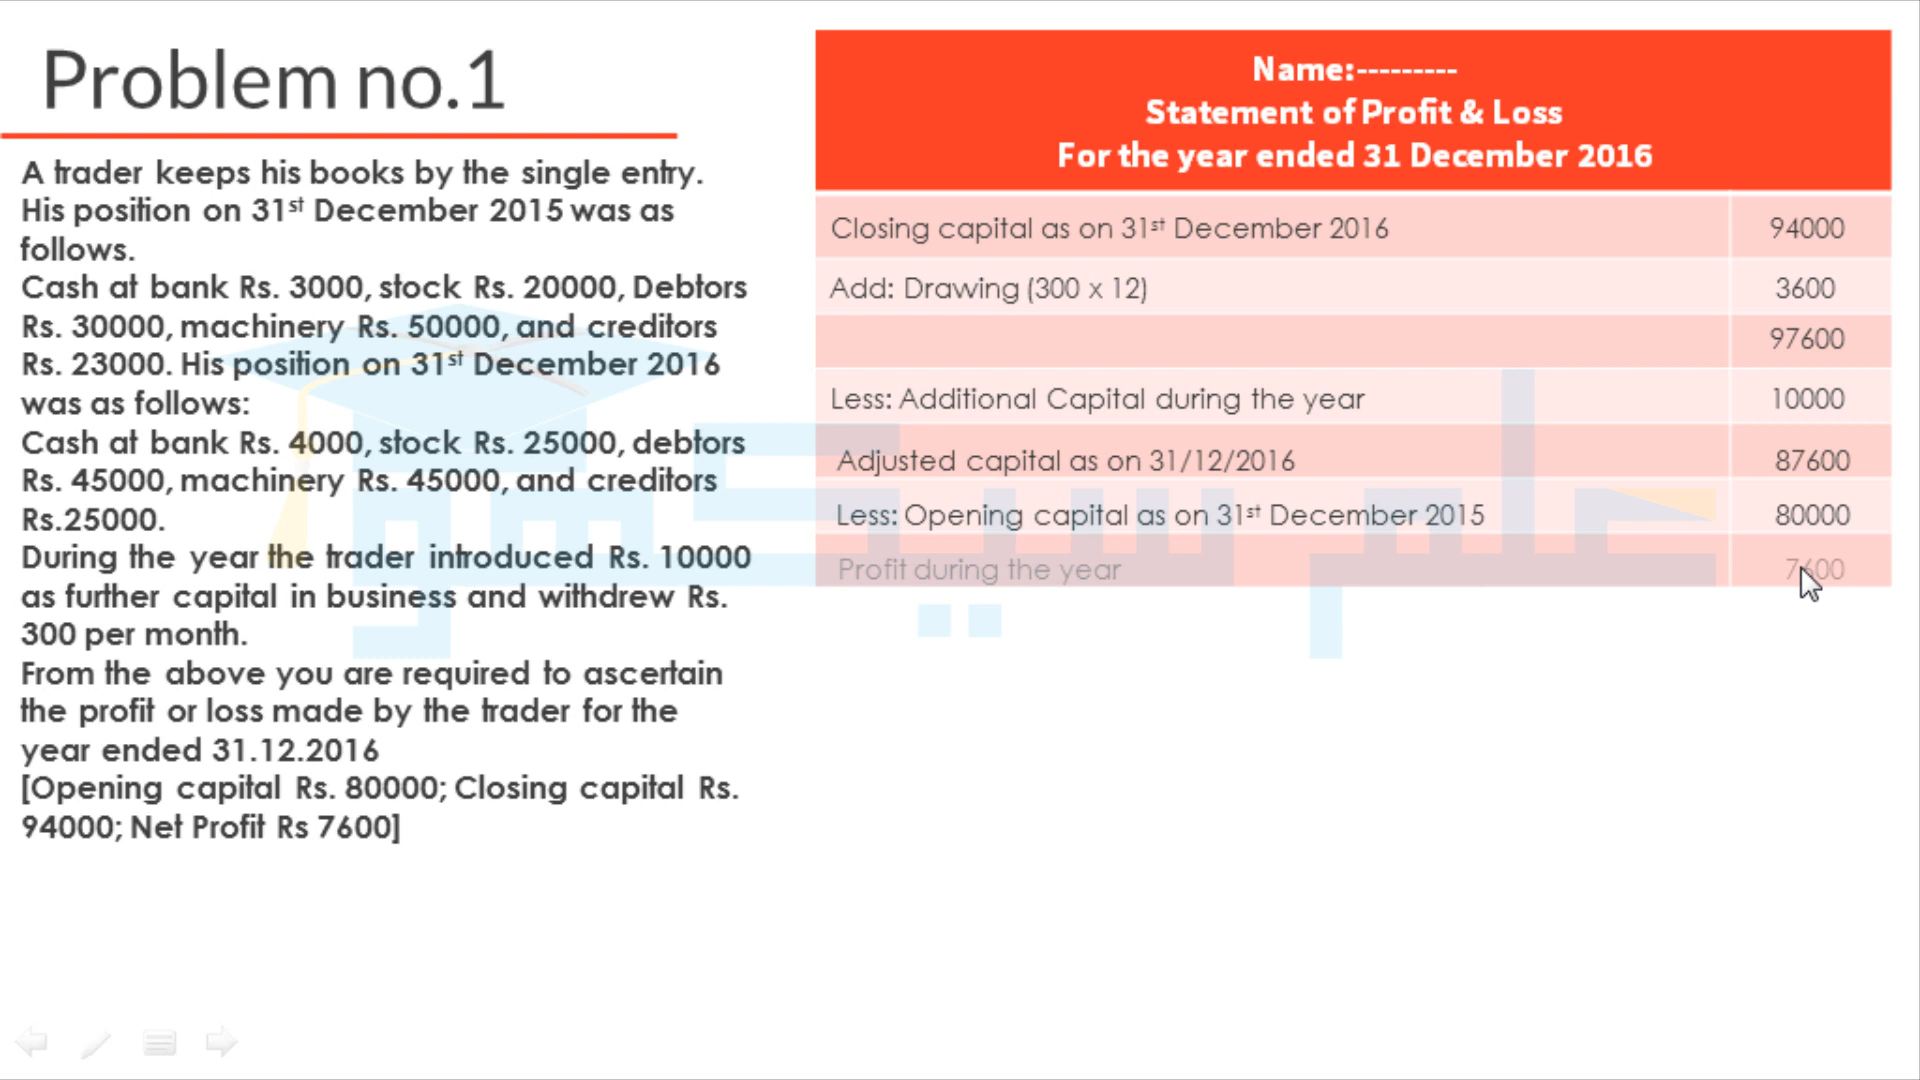 Problem no.1
A trader keeps his books by the single entry.
His position on 31st December 2015 was as
follows.
Cash at bank Rs. 3000, stock Rs. 20000, Debtors
Rs. 30000, machinery Rs. 50000, and creditors
Rs. 23000. His position on 31st December 2016
was as follows:
Cash at bank Rs. 4000, stock Rs. 25000, debtors
Rs. 45000, machinery Rs. 45000, and creditors
Rs.25000.
During the year the trader introduced Rs. 10000
as further capital in business and withdrew Rs.
300 per month.
From the above you are required to ascertain
the profit or loss made by the trader for the
year ended 31.12.2016
[Opening capital Rs. 80000; Closing capital Rs.
94000; Net Profit Rs 7600]
Name:---------
Statement of Profit & Loss
For the year ended 31 December 2016
Closing capital as on 31st December 2016 94000
Add: Drawing (300 x 12) 3600
97600
Less: Additional Capital during the year 10000
Adjusted capital as on 31/12/2016 87600
Less: Opening capital as on 31st December 2015 80000
Profit during the year 7600